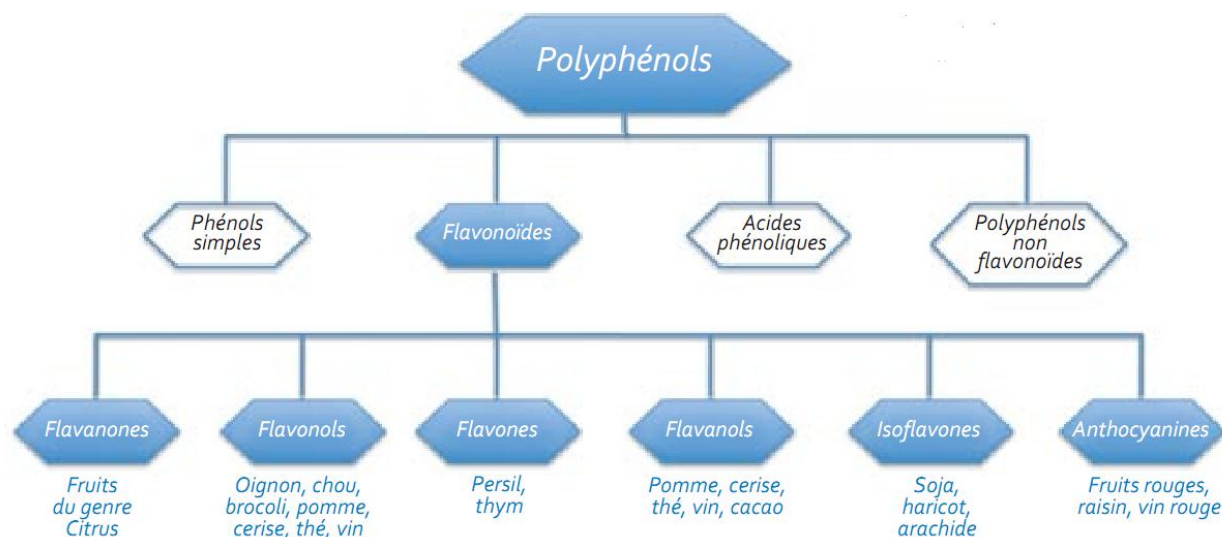 Polyphénols
Phénols
simples
Flavonoïdes
Acides
phénoliques
Polyphénols
non
flavonoïdes
Flavanones
Flavonols
Flavones
Flavanols
Isoflavones
Anthocyanines
Fruits
du genre
Citrus
Oignon, chou,
brocoli, pomme,
cerise, thé, vin
Persil,
thym
Pomme, cerise,
thé, vin, cacao
Soja,
haricot,
arachide
Fruits rouges,
raisin, vin rouge